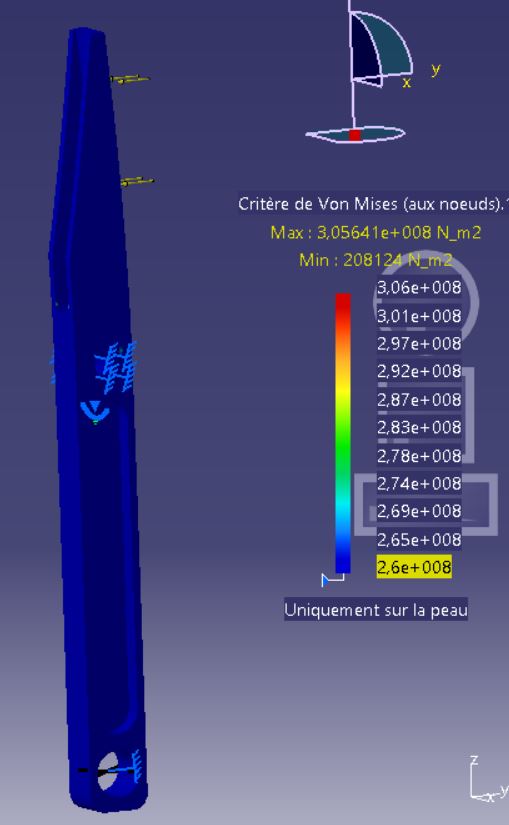 y
x
Critère de Von Mises (aux noeuds).1
Max : 3,05641e+008 N_m2
Min : 208124 N_m2
3,06e+008
3,01e+008
2,97e+008
2,92e+008
2,87e+008
2,83e+008
2,78e+008
2,74e+008
2,69e+008
2,65e+008
2,6e+008
Uniquement sur la peau
z
x y